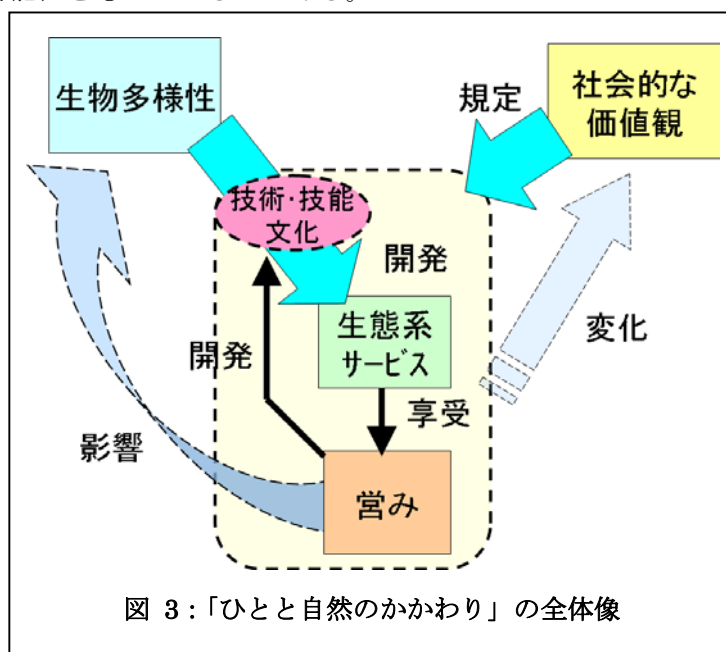 生物多様性
社会的な
価値観
規定
技術・技能
文化
開発
生態系
サービス
開発
変化
享受
影響
営み
図 3：「ひとと自然のかかわり」の全体像